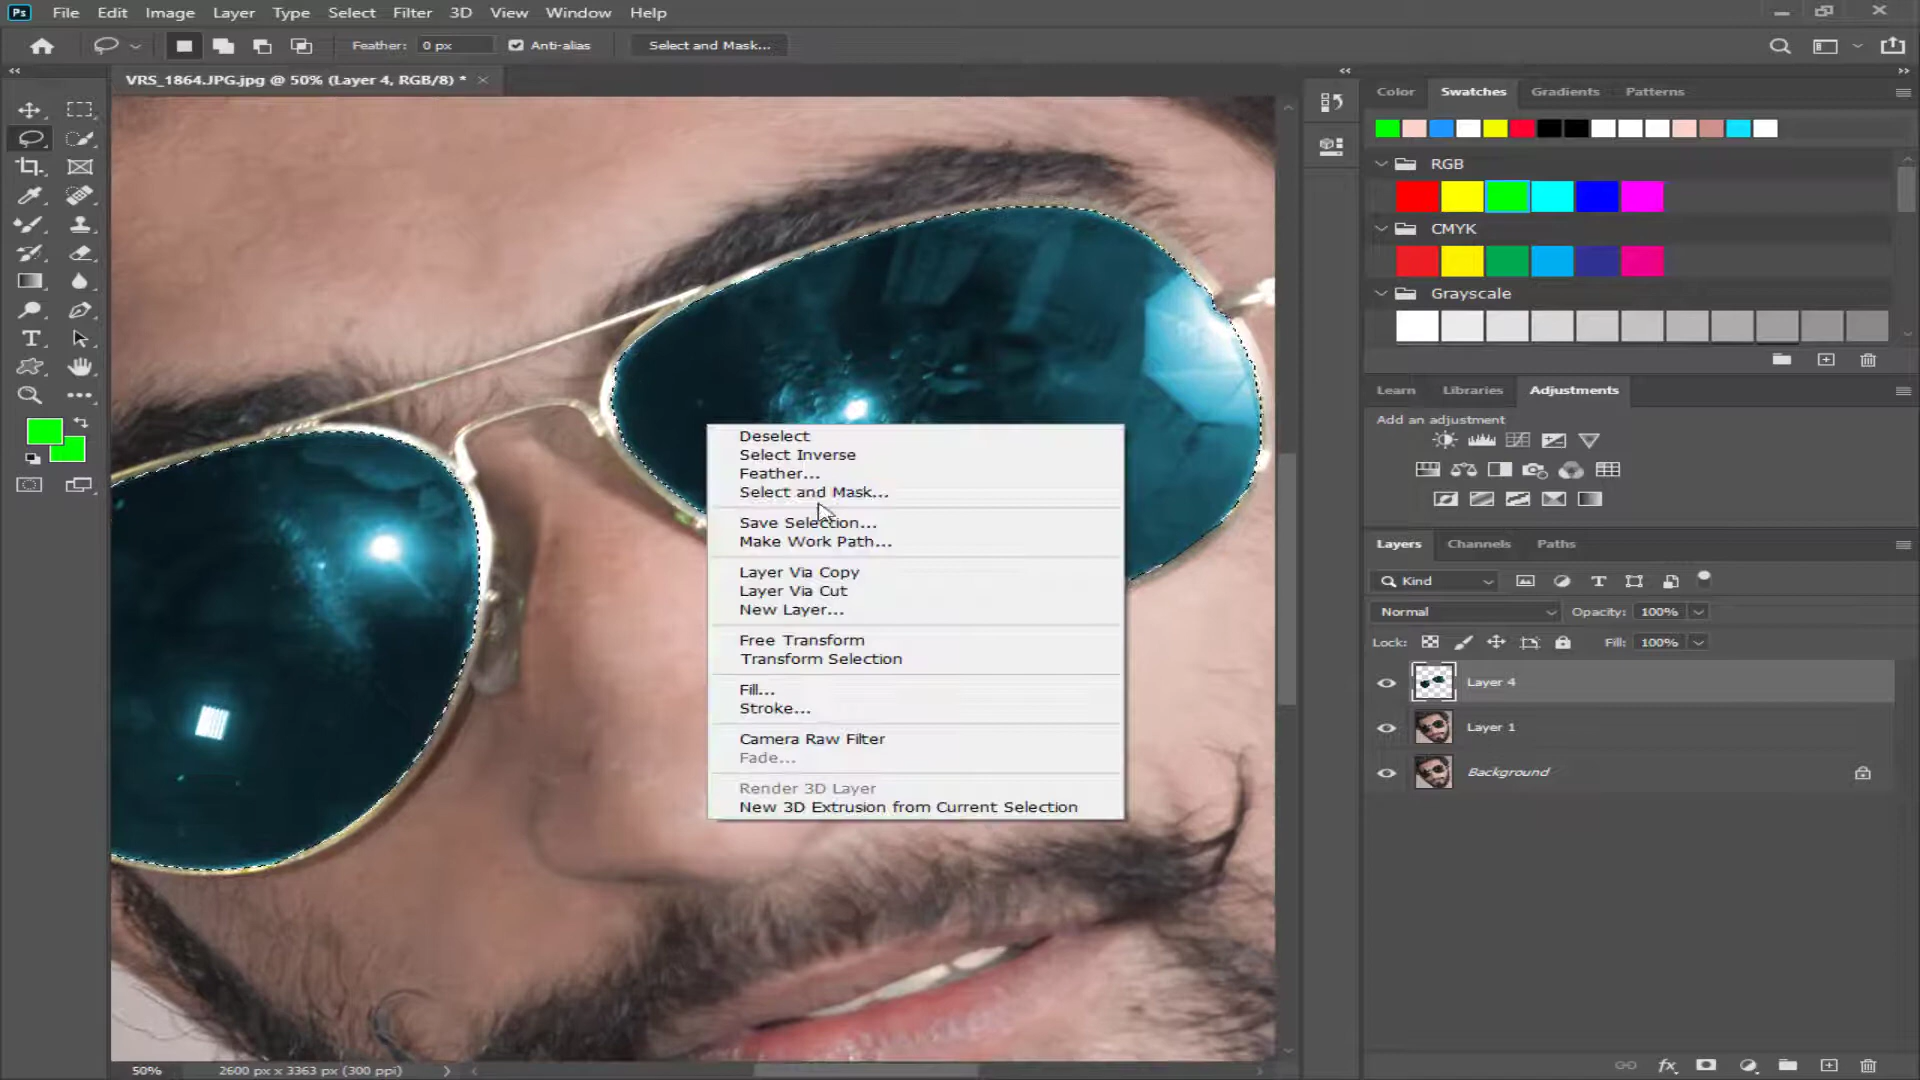 Ps File Edit Image Layer Type Select Filter 3D View Window Help
Feather: 0 px Anti-alias Select and Mask...
VRS_1864.JPG.jpg @ 50% (Layer 4, RGB/8) *
Color Swatches Gradients Patterns
RGB
CMYK
Grayscale
Learn Libraries Adjustments
Add an adjustment
Layers Channels Paths
Kind
Normal Opacity: 100%
Lock: Fill: 100%
Layer 4
Layer 1
Background
Deselect
Select Inverse
Feather...
Select and Mask...
Save Selection...
Make Work Path...
Layer Via Copy
Layer Via Cut
New Layer...
Free Transform
Transform Selection
Fill...
Stroke...
Camera Raw Filter
Fade...
Render 3D Layer
New 3D Extrusion from Current Selection
50% 2600 px x 3363 px (300 ppi)